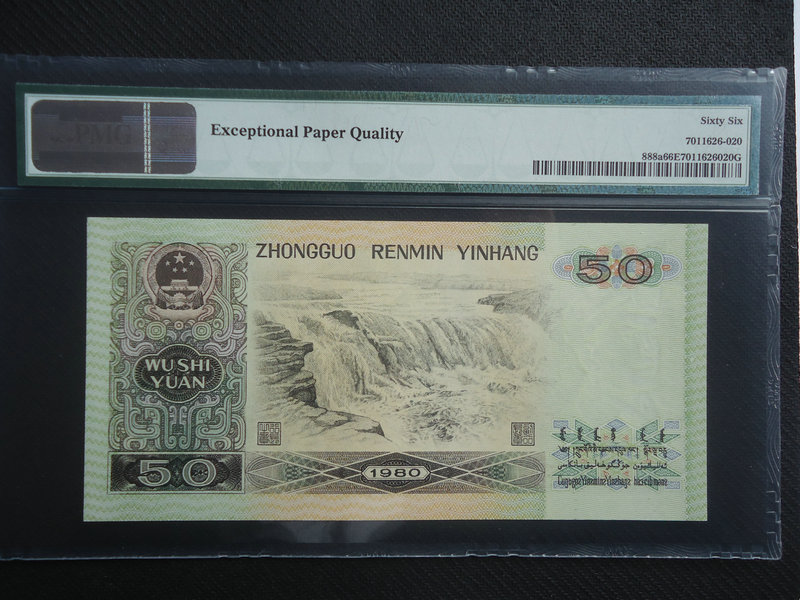 PMG
Exceptional Paper Quality
Sixty Six
7011626-020
888a66E7011626020G
ZHONGGUO RENMIN YINHANG
50
WU SHI
YUAN
50
1980